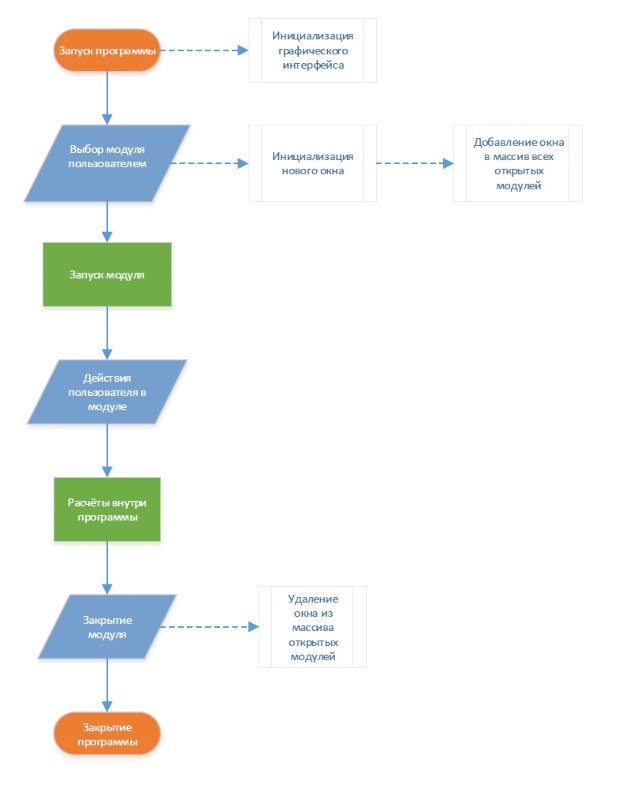 Запуск программы
Инициализация
графического
интерфейса
Выбор модуля
пользователем
Инициализация
нового окна
Добавление окна
в массив всех
открытых
модулей
Запуск модуля
Действия
пользователя в
модуле
Расчёты внутри
программы
Закрытие
модуля
Удаление
окна из
массива
открытых
модулей
Закрытие
программы